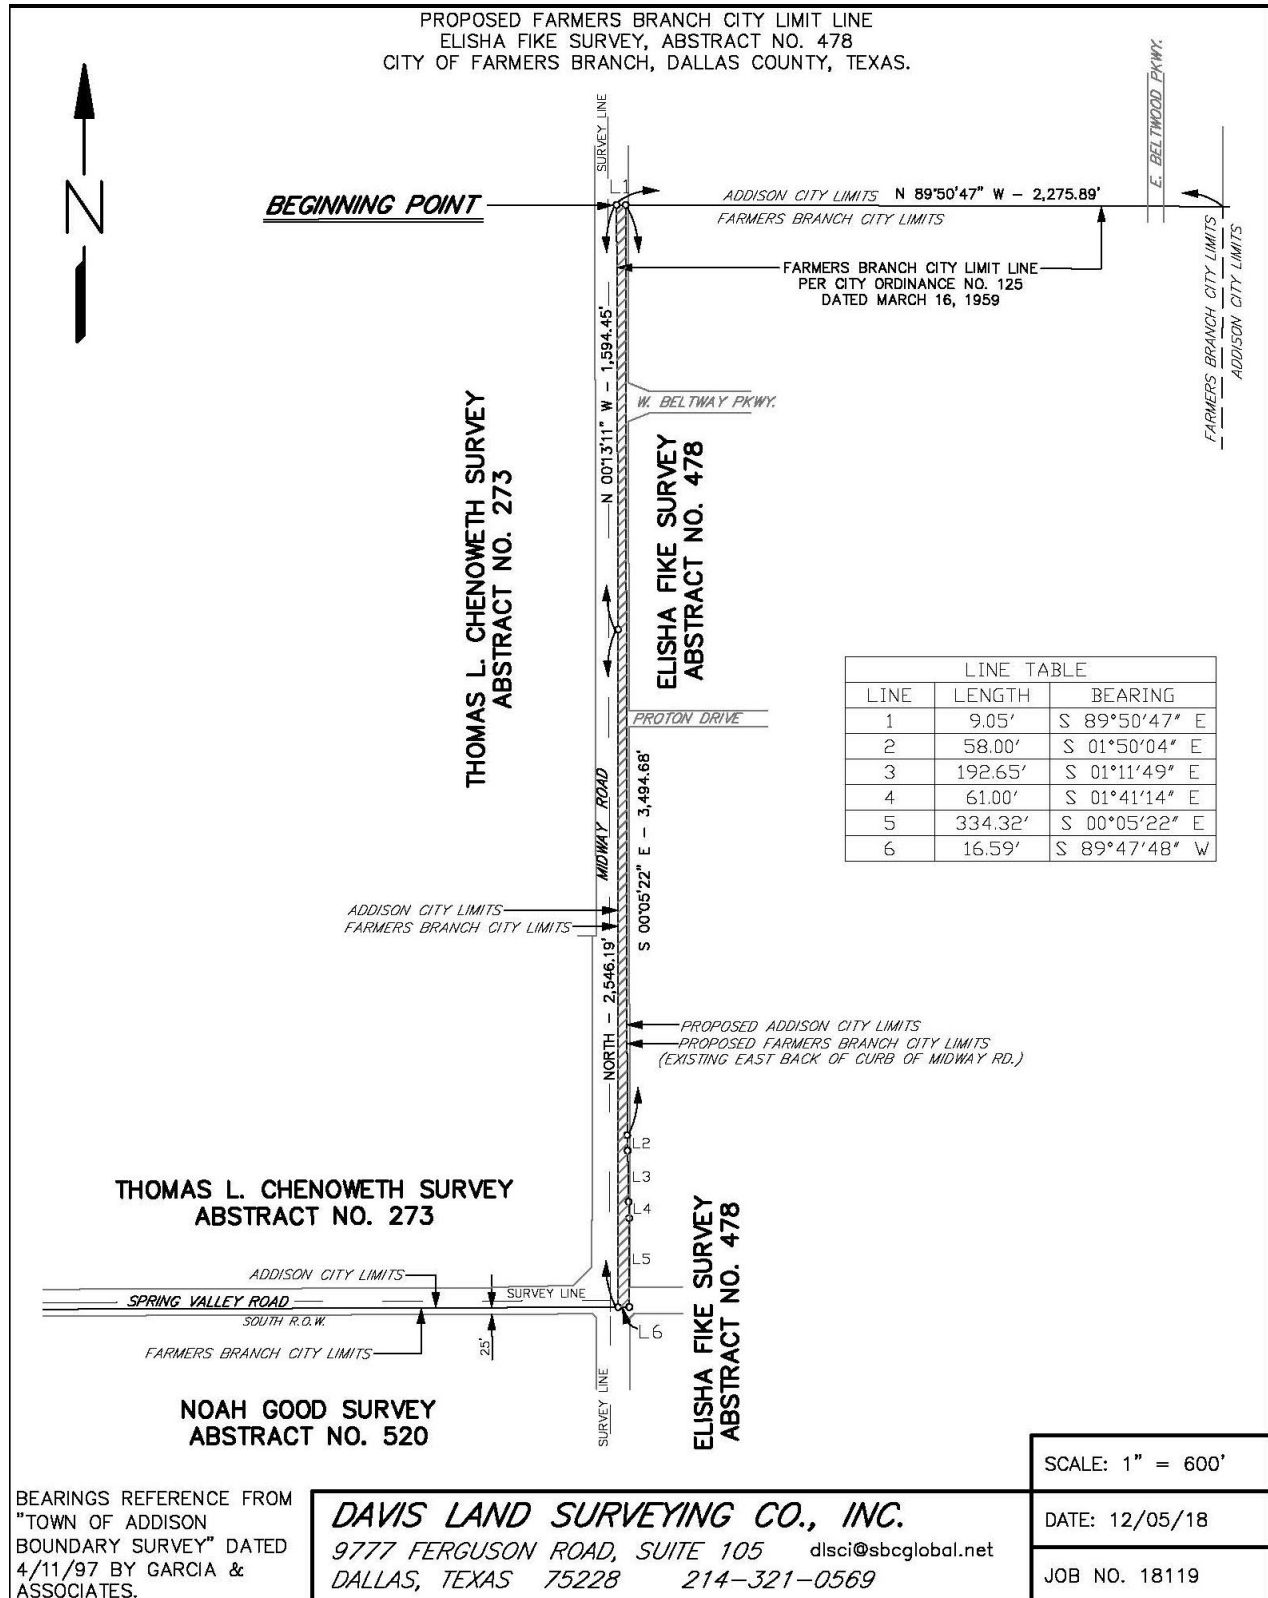 PROPOSED FARMERS BRANCH CITY LIMIT LINE
ELISHA FIKE SURVEY, ABSTRACT NO. 478
CITY OF FARMERS BRANCH, DALLAS COUNTY, TEXAS.
N
SURVEY LINE
E. BELTWOOD PKWY.
L1
BEGINNING POINT
ADDISON CITY LIMITS N 89°50'47" W - 2,275.89'
FARMERS BRANCH CITY LIMITS
FARMERS BRANCH CITY LIMITS
ADDISON CITY LIMITS
FARMERS BRANCH CITY LIMIT LINE
PER CITY ORDINANCE NO. 125
DATED MARCH 16, 1959
N 00°13'11" W - 1,594.45'
W. BELTWAY PKWY.
THOMAS L. CHENOWETH SURVEY
ABSTRACT NO. 273
ELISHA FIKE SURVEY
ABSTRACT NO. 478
LINE TABLE
LINE LENGTH BEARING
1 9.05' S 89°50'47" E
2 58.00' S 01°50'04" E
3 192.65' S 01°11'49" E
4 61.00' S 01°41'14" E
5 334.32' S 00°05'22" E
6 16.59' S 89°47'48" W
PROTON DRIVE
MIDWAY ROAD
S 00°05'22" E - 3,494.68'
ADDISON CITY LIMITS
FARMERS BRANCH CITY LIMITS
NORTH - 2,546.19'
PROPOSED ADDISON CITY LIMITS
PROPOSED FARMERS BRANCH CITY LIMITS
(EXISTING EAST BACK OF CURB OF MIDWAY RD.)
L2
L3
L4
L5
THOMAS L. CHENOWETH SURVEY
ABSTRACT NO. 273
ELISHA FIKE SURVEY
ABSTRACT NO. 478
ADDISON CITY LIMITS
SURVEY LINE
SPRING VALLEY ROAD
SOUTH R.O.W.
L6
25'
FARMERS BRANCH CITY LIMITS
SURVEY LINE
NOAH GOOD SURVEY
ABSTRACT NO. 520
SCALE: 1" = 600'
DATE: 12/05/18
JOB NO. 18119
BEARINGS REFERENCE FROM
"TOWN OF ADDISON
BOUNDARY SURVEY" DATED
4/11/97 BY GARCIA &
ASSOCIATES.
DAVIS LAND SURVEYING CO., INC.
9777 FERGUSON ROAD, SUITE 105 dlsci@sbcglobal.net
DALLAS, TEXAS 75228 214-321-0569